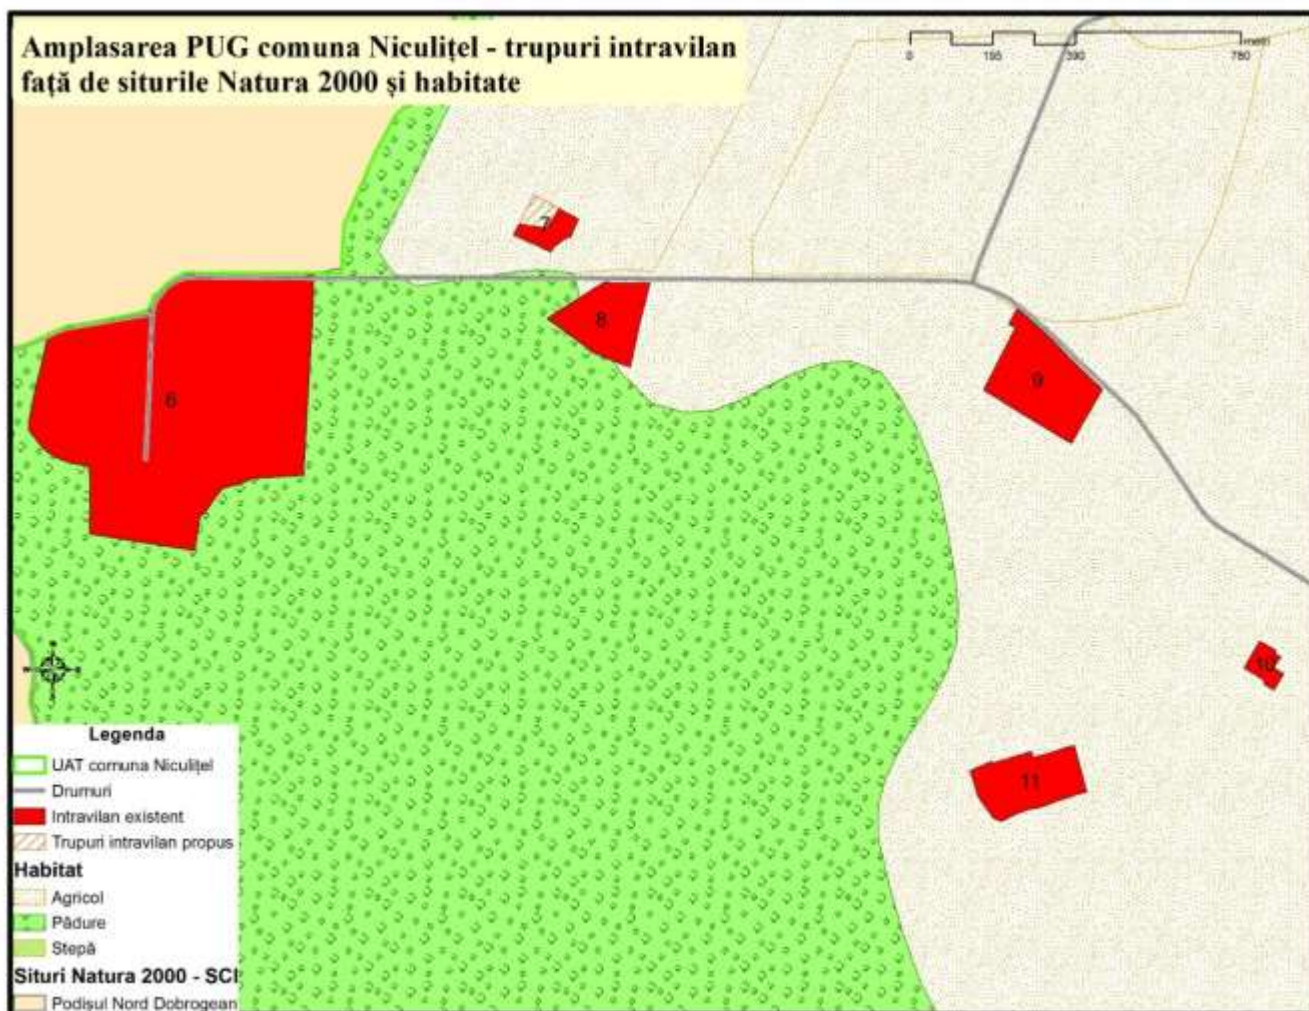 Amplasarea PUG comuna Niculițel - trupuri intravilan
față de siturile Natura 2000 și habitate
metri
0 195 390 780
7
8
6
9
10
11
Legenda
UAT comuna Niculițel
Drumuri
Intravilan existent
Trupuri intravilan propus
Habitat
Agricol
Pădure
Stepă
Situri Natura 2000 - SCI
Podișul Nord Dobrogean